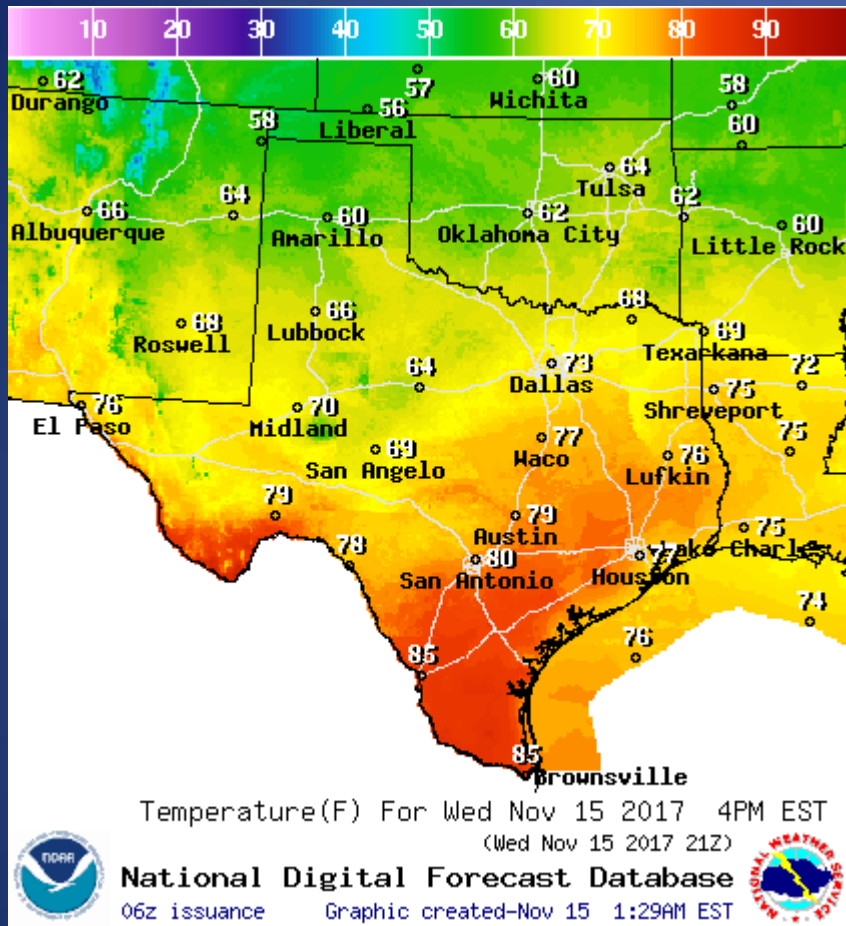 10 20 30 40 50 60 70 80 90
62
Durango
57
60
Wichita
58
56
Liberal
58
60
64
Tulsa
66
Albuquerque
64
60
Amarillo
62
Oklahoma City
62
60
Little Rock
68
Roswell
66
Lubbock
68
69
Texarkana
73
Dallas
64
72
75
Shreveport
76
El Paso
70
Midland
69
San Angelo
77
Waco
76
Lufkin
75
79
79
Austin
75
Lake Charles
78
80
San Antonio
77
Houston
74
76
85
85
Brownsville
Temperature(F) For Wed Nov 15 2017 4PM EST
(Wed Nov 15 2017 21Z)
National Digital Forecast Database
06z issuance Graphic created-Nov 15 1:29AM EST
NOAA
NATIONAL WEATHER SERVICE